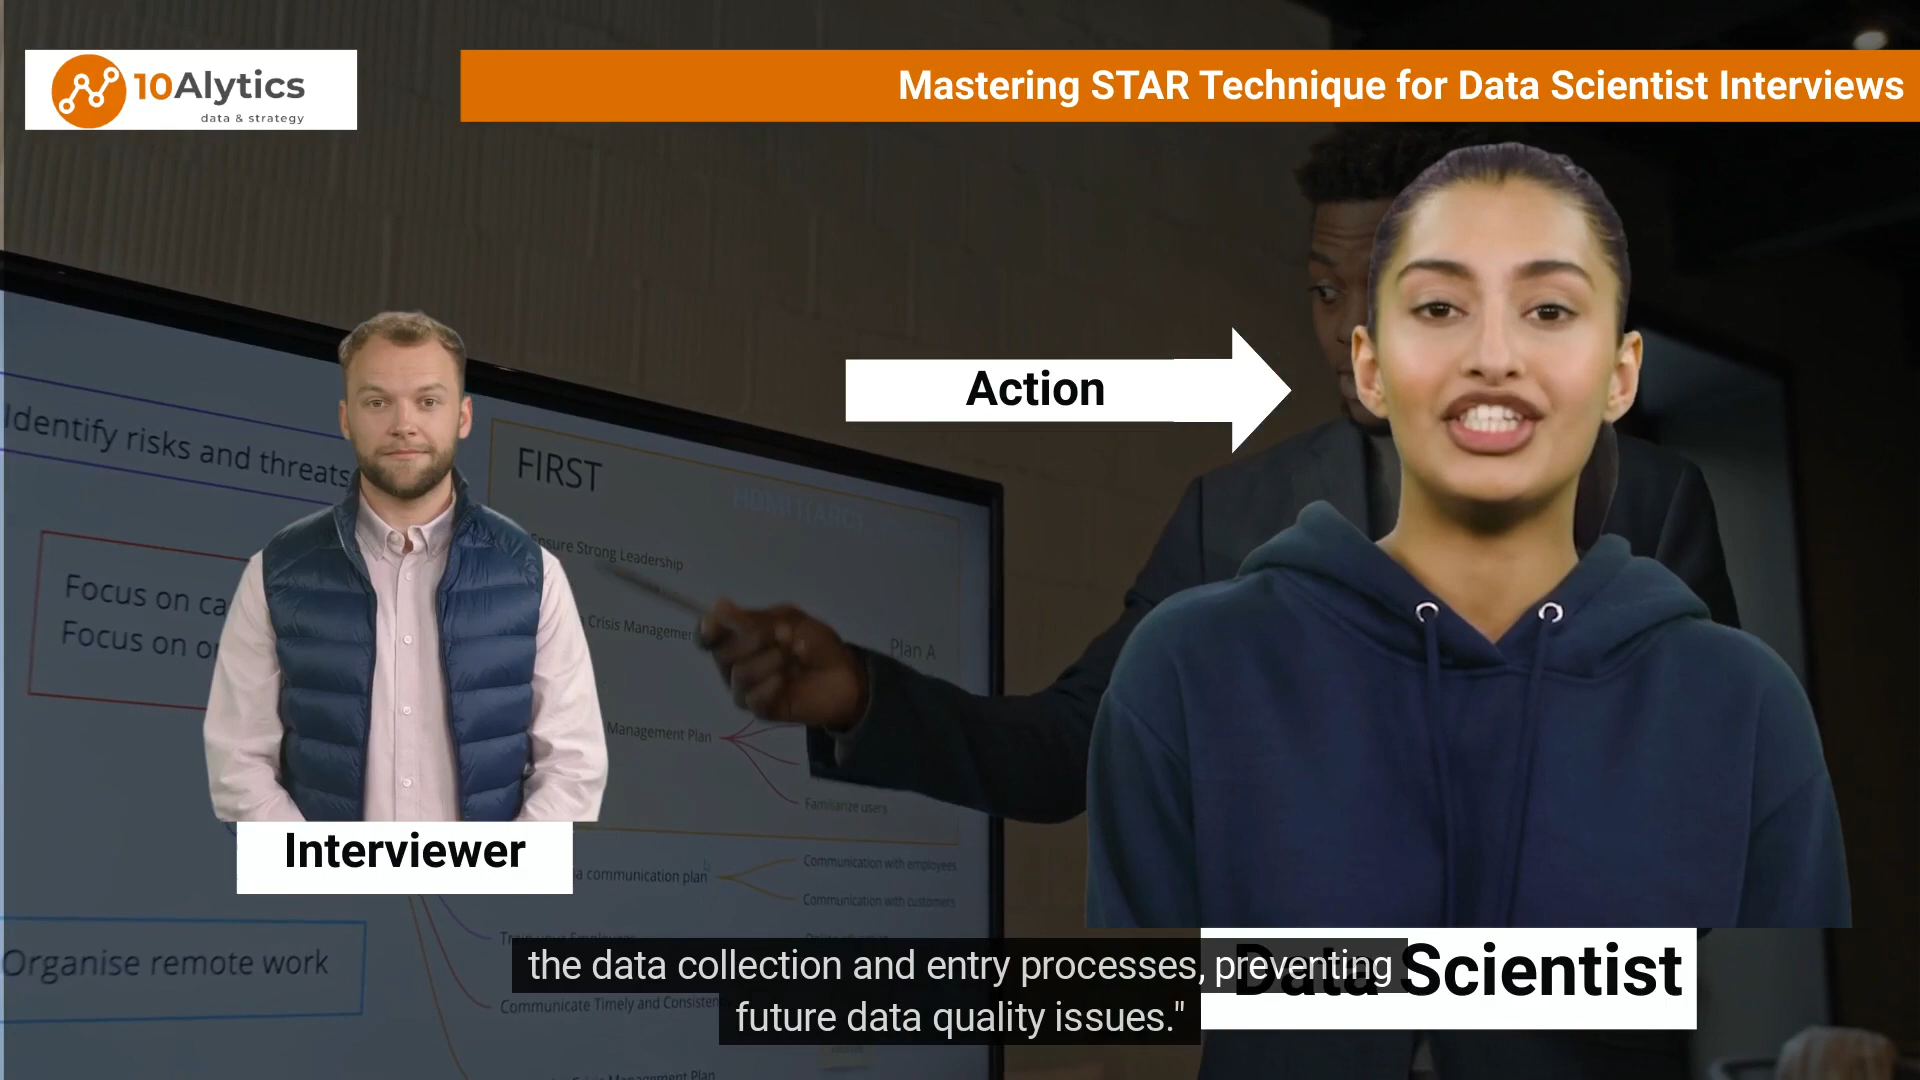 10Alytics
data & strategy
Mastering STAR Technique for Data Scientist Interviews
Action
Identify risks and threats
FIRST
Ensure Strong Leadership
Focus on ca
Focus on o
Crisis Managemen
Plan A
Management Plan
Familiarize users
Interviewer
a communication plan
Communication with employees
Communication with customers
Organise remote work
Communicate Timely and Consisten
Data Scientist
the data collection and entry processes, preventing
future data quality issues."
Management Plan